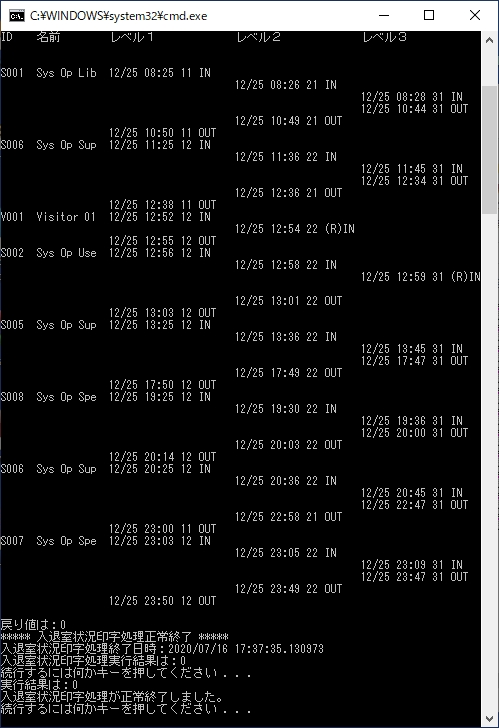 C:¥WINDOWS¥system32¥cmd.exe
ID 名前 レベル１ レベル２ レベル３
S001 Sys Op Lib 12/25 08:25 11 IN
12/25 08:26 21 IN
12/25 08:28 31 IN
12/25 10:44 31 OUT
12/25 10:49 21 OUT
12/25 10:50 11 OUT
S006 Sys Op Sup 12/25 11:25 12 IN
12/25 11:36 22 IN
12/25 11:45 31 IN
12/25 12:34 31 OUT
12/25 12:36 21 OUT
12/25 12:38 11 OUT
V001 Visitor 01 12/25 12:52 12 IN
12/25 12:54 22 (R)IN
12/25 12:55 12 OUT
S002 Sys Op Use 12/25 12:56 12 IN
12/25 12:58 22 IN
12/25 12:59 31 (R)IN
12/25 13:01 22 OUT
12/25 13:03 12 OUT
S005 Sys Op Sup 12/25 13:25 12 IN
12/25 13:36 22 IN
12/25 13:45 31 IN
12/25 17:47 31 OUT
12/25 17:49 22 OUT
12/25 17:50 12 OUT
S008 Sys Op Spe 12/25 19:25 12 IN
12/25 19:30 22 IN
12/25 19:36 31 IN
12/25 20:00 31 OUT
12/25 20:03 22 OUT
12/25 20:14 12 OUT
S006 Sys Op Sup 12/25 20:25 12 IN
12/25 20:36 22 IN
12/25 20:45 31 IN
12/25 22:47 31 OUT
12/25 22:58 21 OUT
12/25 23:00 11 OUT
S007 Sys Op Spe 12/25 23:03 12 IN
12/25 23:05 22 IN
12/25 23:09 31 IN
12/25 23:47 31 OUT
12/25 23:49 22 OUT
12/25 23:50 12 OUT
戻り値は：0
***** 入退室状況印字処理正常終了 *****
入退室状況印字処理終了日時：2020/07/16 17:37:35.130973
入退室状況印字処理実行結果は：0
続行するには何かキーを押してください . . .
実行結果は：0
入退室状況印字処理が正常終了しました。
続行するには何かキーを押してください . . .